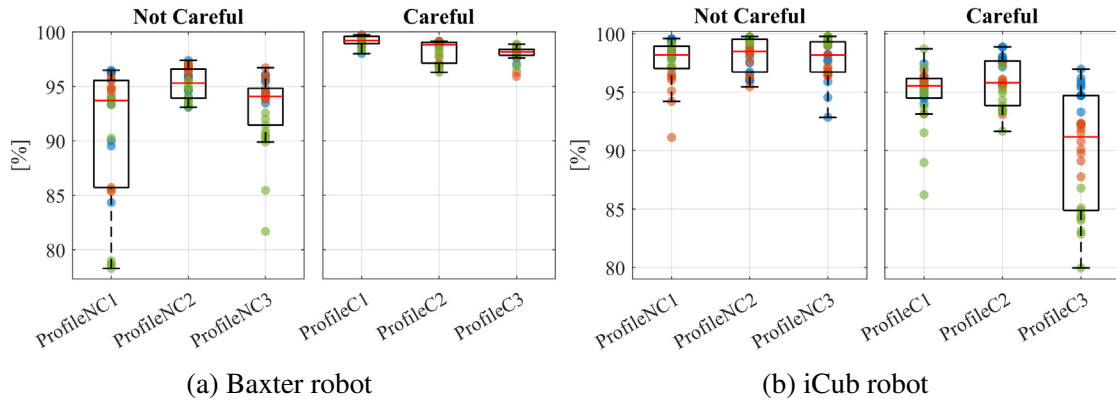 Not Careful
Careful
Not Careful
Careful
[%]
100
95
90
85
80
ProfileNC1
ProfileNC2
ProfileNC3
ProfileC1
ProfileC2
ProfileC3
[%]
100
95
90
85
80
ProfileNC1
ProfileNC2
ProfileNC3
ProfileC1
ProfileC2
ProfileC3
(a) Baxter robot
(b) iCub robot